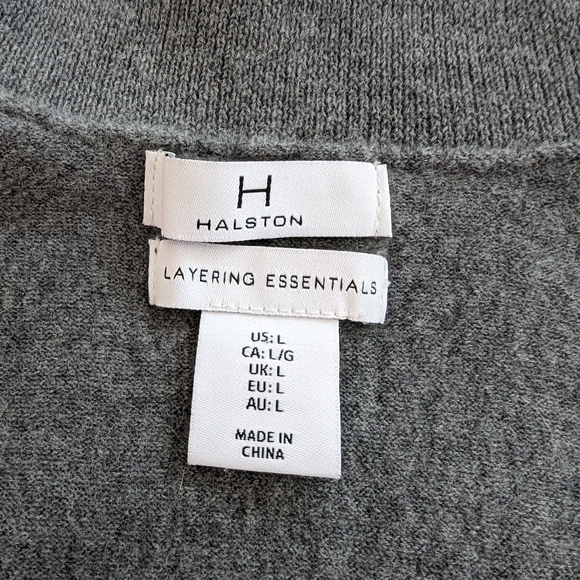 H
HALSTON
LAYERING ESSENTIALS
US: L
CA: L/G
UK: L
EU: L
AU: L
MADE IN
CHINA